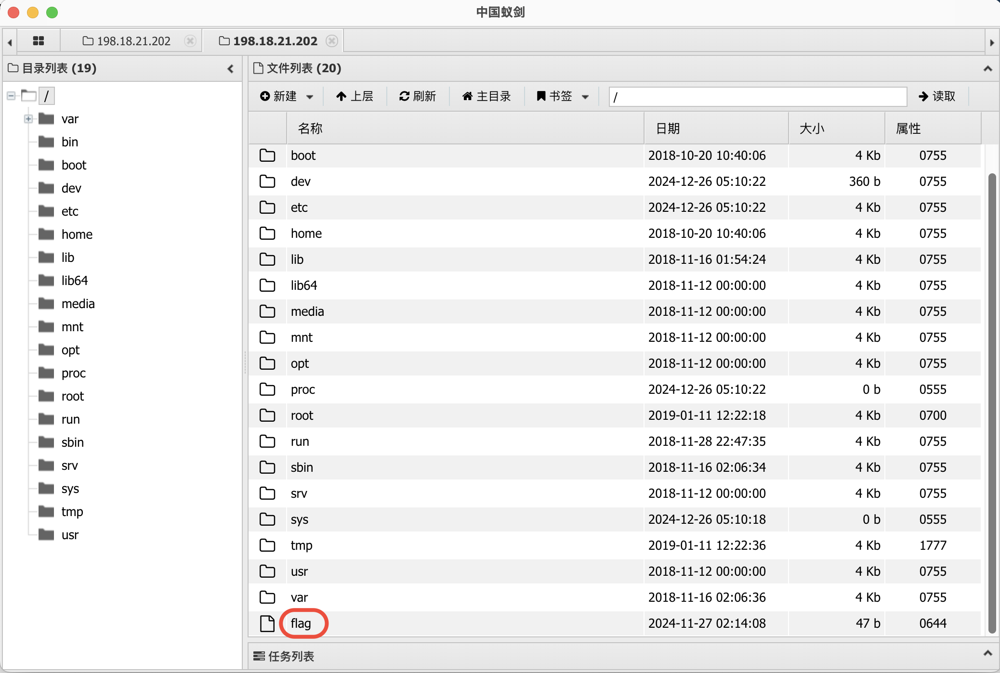 中国蚁剑
198.18.21.202
198.18.21.202
目录列表 (19)
/
var
bin
boot
dev
etc
home
lib
lib64
media
mnt
opt
proc
root
run
sbin
srv
sys
tmp
usr
文件列表 (20)
新建 上层 刷新 主目录 书签 / 读取
名称 日期 大小 属性
boot 2018-10-20 10:40:06 4 Kb 0755
dev 2024-12-26 05:10:22 360 b 0755
etc 2024-12-26 05:10:22 4 Kb 0755
home 2018-10-20 10:40:06 4 Kb 0755
lib 2018-11-16 01:54:24 4 Kb 0755
lib64 2018-11-12 00:00:00 4 Kb 0755
media 2018-11-12 00:00:00 4 Kb 0755
mnt 2018-11-12 00:00:00 4 Kb 0755
opt 2018-11-12 00:00:00 4 Kb 0755
proc 2024-12-26 05:10:22 0 b 0555
root 2019-01-11 12:22:18 4 Kb 0700
run 2018-11-28 22:47:35 4 Kb 0755
sbin 2018-11-16 02:06:34 4 Kb 0755
srv 2018-11-12 00:00:00 4 Kb 0755
sys 2024-12-26 05:10:18 0 b 0555
tmp 2019-01-11 12:22:36 4 Kb 1777
usr 2018-11-12 00:00:00 4 Kb 0755
var 2018-11-16 02:06:36 4 Kb 0755
flag 2024-11-27 02:14:08 47 b 0644
任务列表